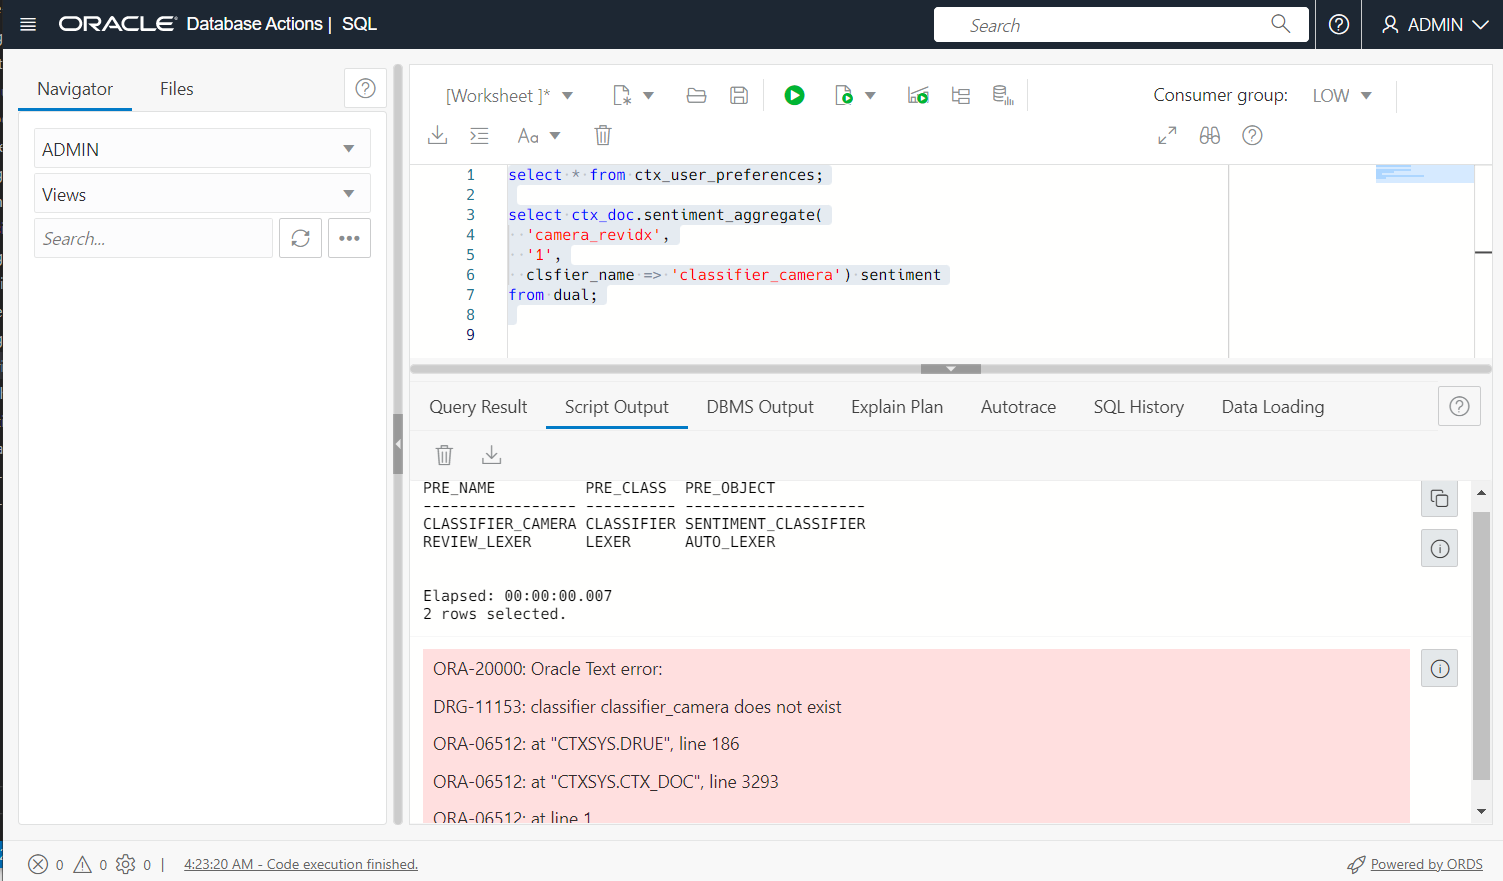 ORACLE Database Actions | SQL
Search
ADMIN
Navigator
Files
ADMIN
Views
Search...
[Worksheet ]*
Consumer group: LOW
Aa
1 select * from ctx_user_preferences;
2
3 select ctx_doc.sentiment_aggregate(
4 'camera_revidx',
5 '1',
6 clsfier_name => 'classifier_camera') sentiment
7 from dual;
8
9
Query Result Script Output DBMS Output Explain Plan Autotrace SQL History Data Loading
PRE_NAME PRE_CLASS PRE_OBJECT
------------------ ---------- --------------------
CLASSIFIER_CAMERA CLASSIFIER SENTIMENT_CLASSIFIER
REVIEW_LEXER LEXER AUTO_LEXER
Elapsed: 00:00:00.007
2 rows selected.
ORA-20000: Oracle Text error:
DRG-11153: classifier classifier_camera does not exist
ORA-06512: at "CTXSYS.DRUE", line 186
ORA-06512: at "CTXSYS.CTX_DOC", line 3293
ORA-06512: at line 1
0 0 0 | 4:23:20 AM - Code execution finished.
Powered by ORDS